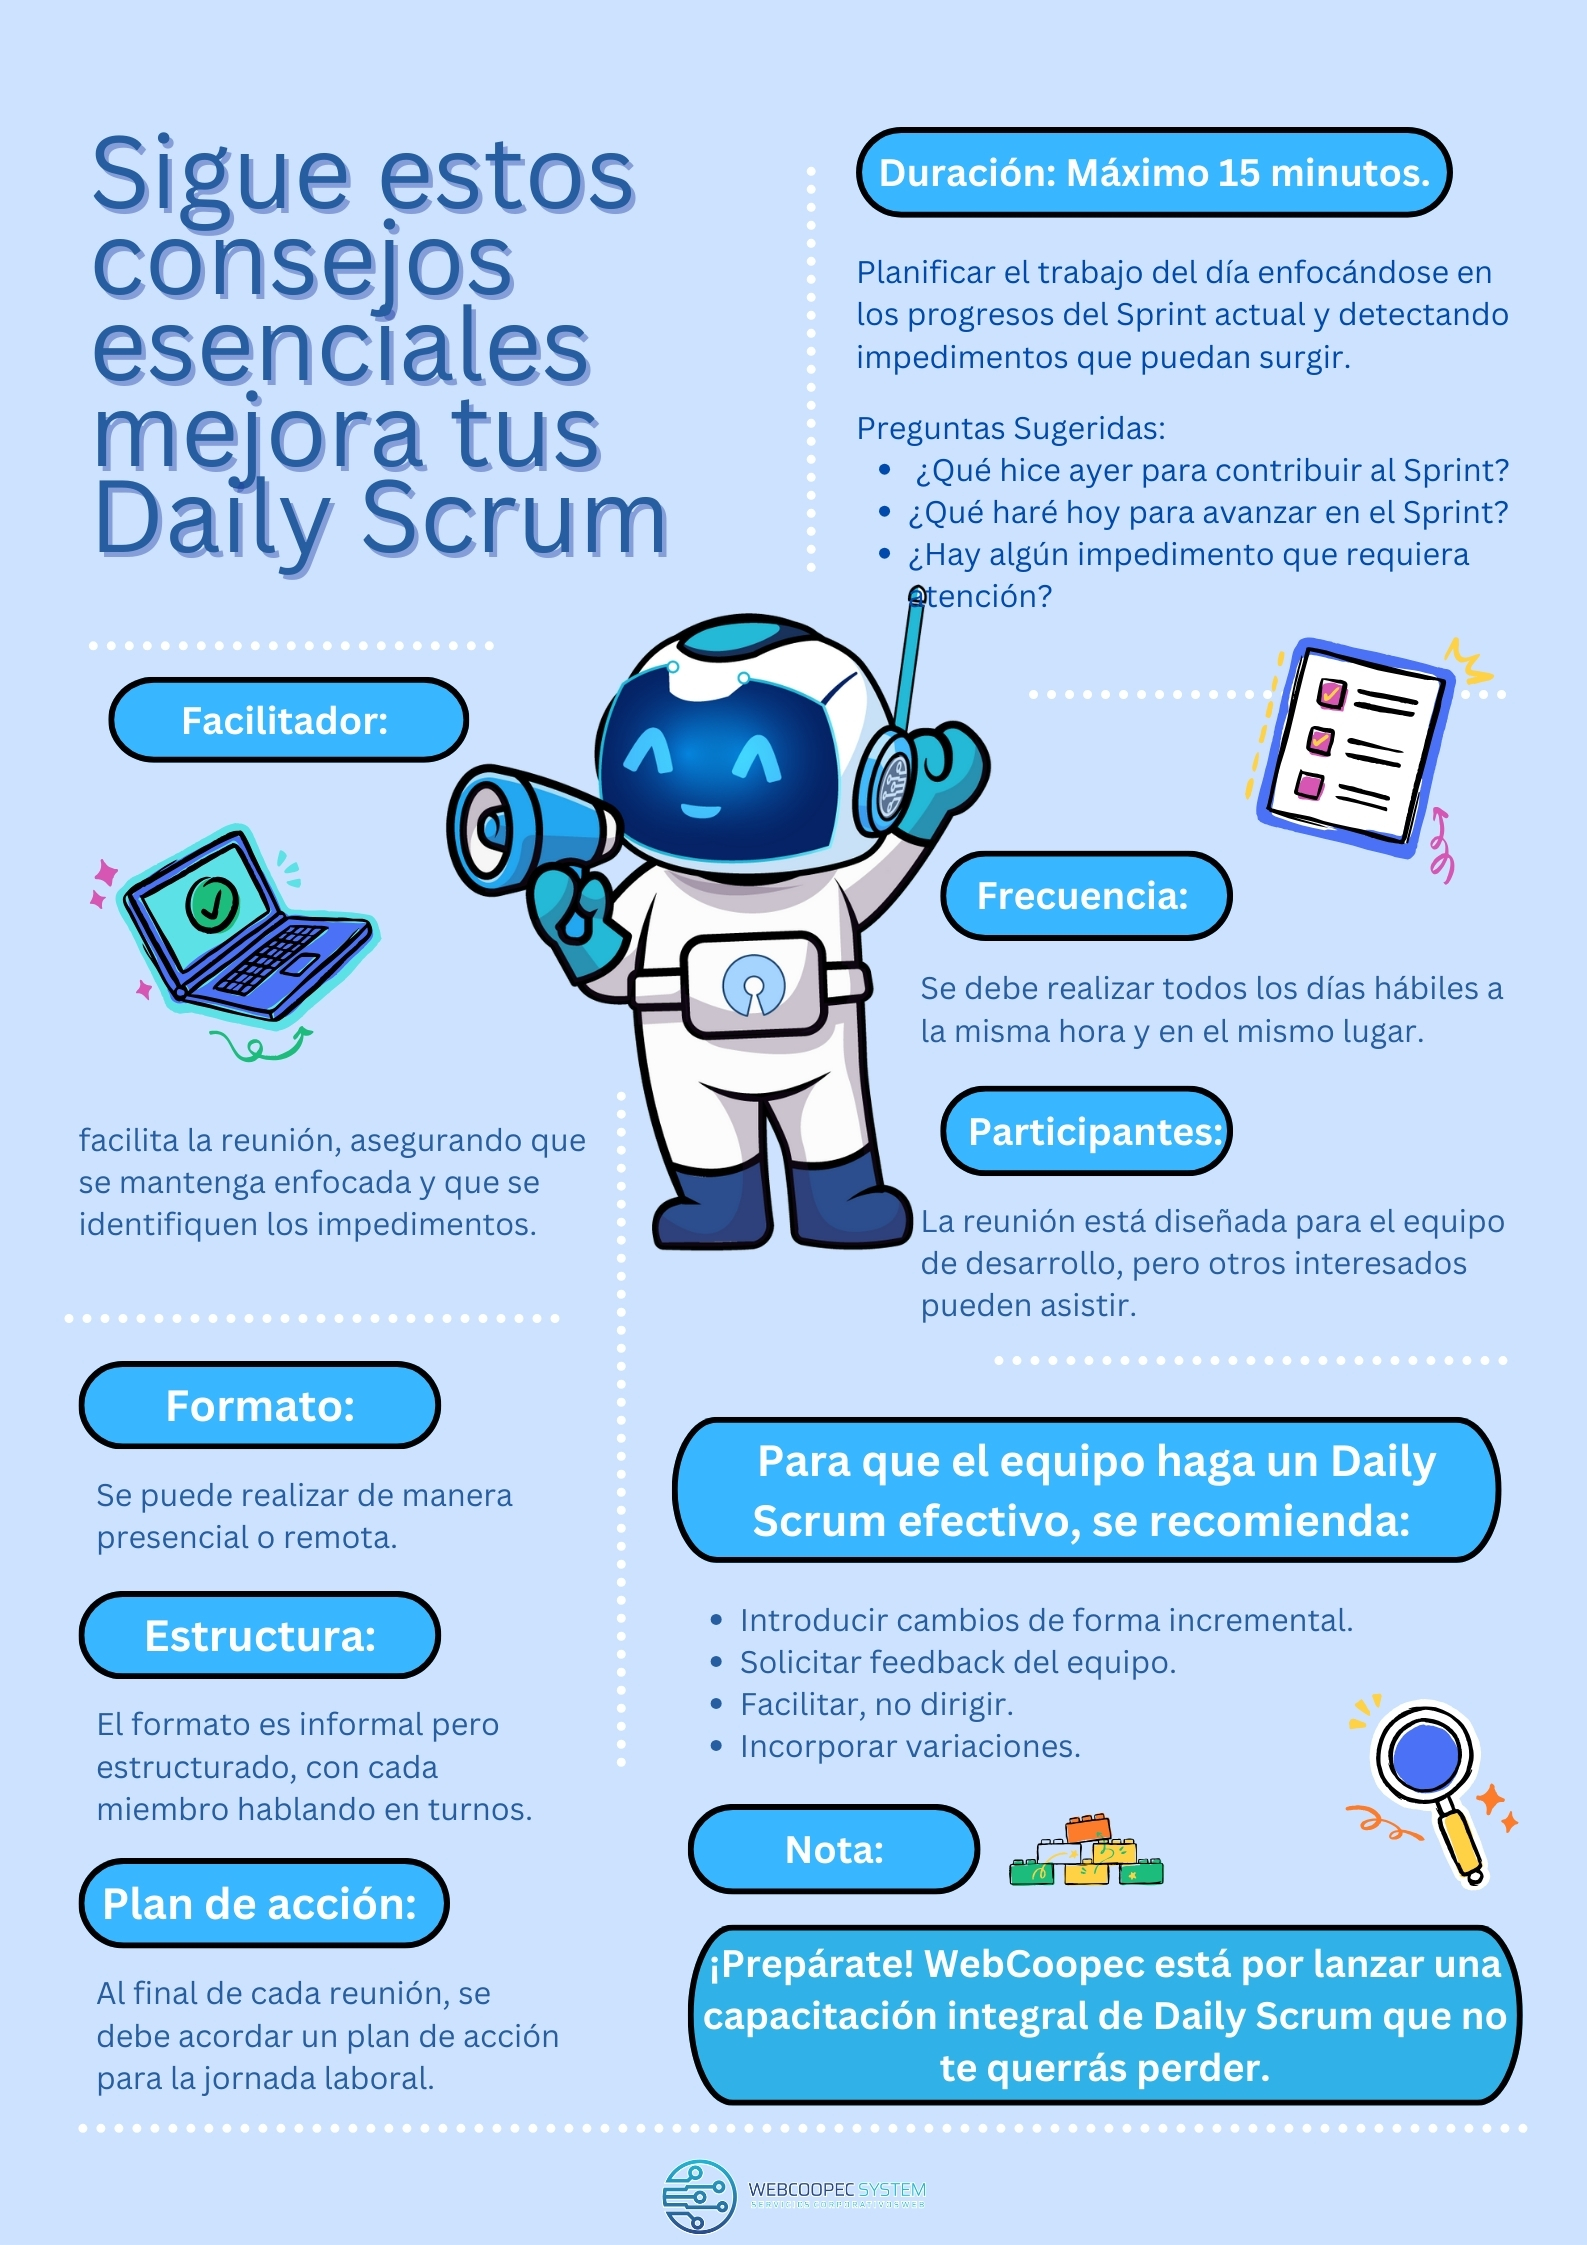 Sigue estos
consejos
esenciales
mejora tus
Daily Scrum
Duración: Máximo 15 minutos.
Planificar el trabajo del día enfocándose en
los progresos del Sprint actual y detectando
impedimentos que puedan surgir.
Preguntas Sugeridas:
• ¿Qué hice ayer para contribuir al Sprint?
• ¿Qué haré hoy para avanzar en el Sprint?
• ¿Hay algún impedimento que requiera
atención?
Facilitador:
facilita la reunión, asegurando que
se mantenga enfocada y que se
identifiquen los impedimentos.
Frecuencia:
Se debe realizar todos los días hábiles a
la misma hora y en el mismo lugar.
Participantes:
La reunión está diseñada para el equipo
de desarrollo, pero otros interesados
pueden asistir.
Formato:
Se puede realizar de manera
presencial o remota.
Estructura:
El formato es informal pero
estructurado, con cada
miembro hablando en turnos.
Plan de acción:
Al final de cada reunión, se
debe acordar un plan de acción
para la jornada laboral.
Para que el equipo haga un Daily
Scrum efectivo, se recomienda:
• Introducir cambios de forma incremental.
• Solicitar feedback del equipo.
• Facilitar, no dirigir.
• Incorporar variaciones.
Nota:
¡Prepárate! WebCoopec está por lanzar una
capacitación integral de Daily Scrum que no
te querrás perder.
WEBCOOPEC SYSTEM
SERVICIOS CORPORATIVOS WEB